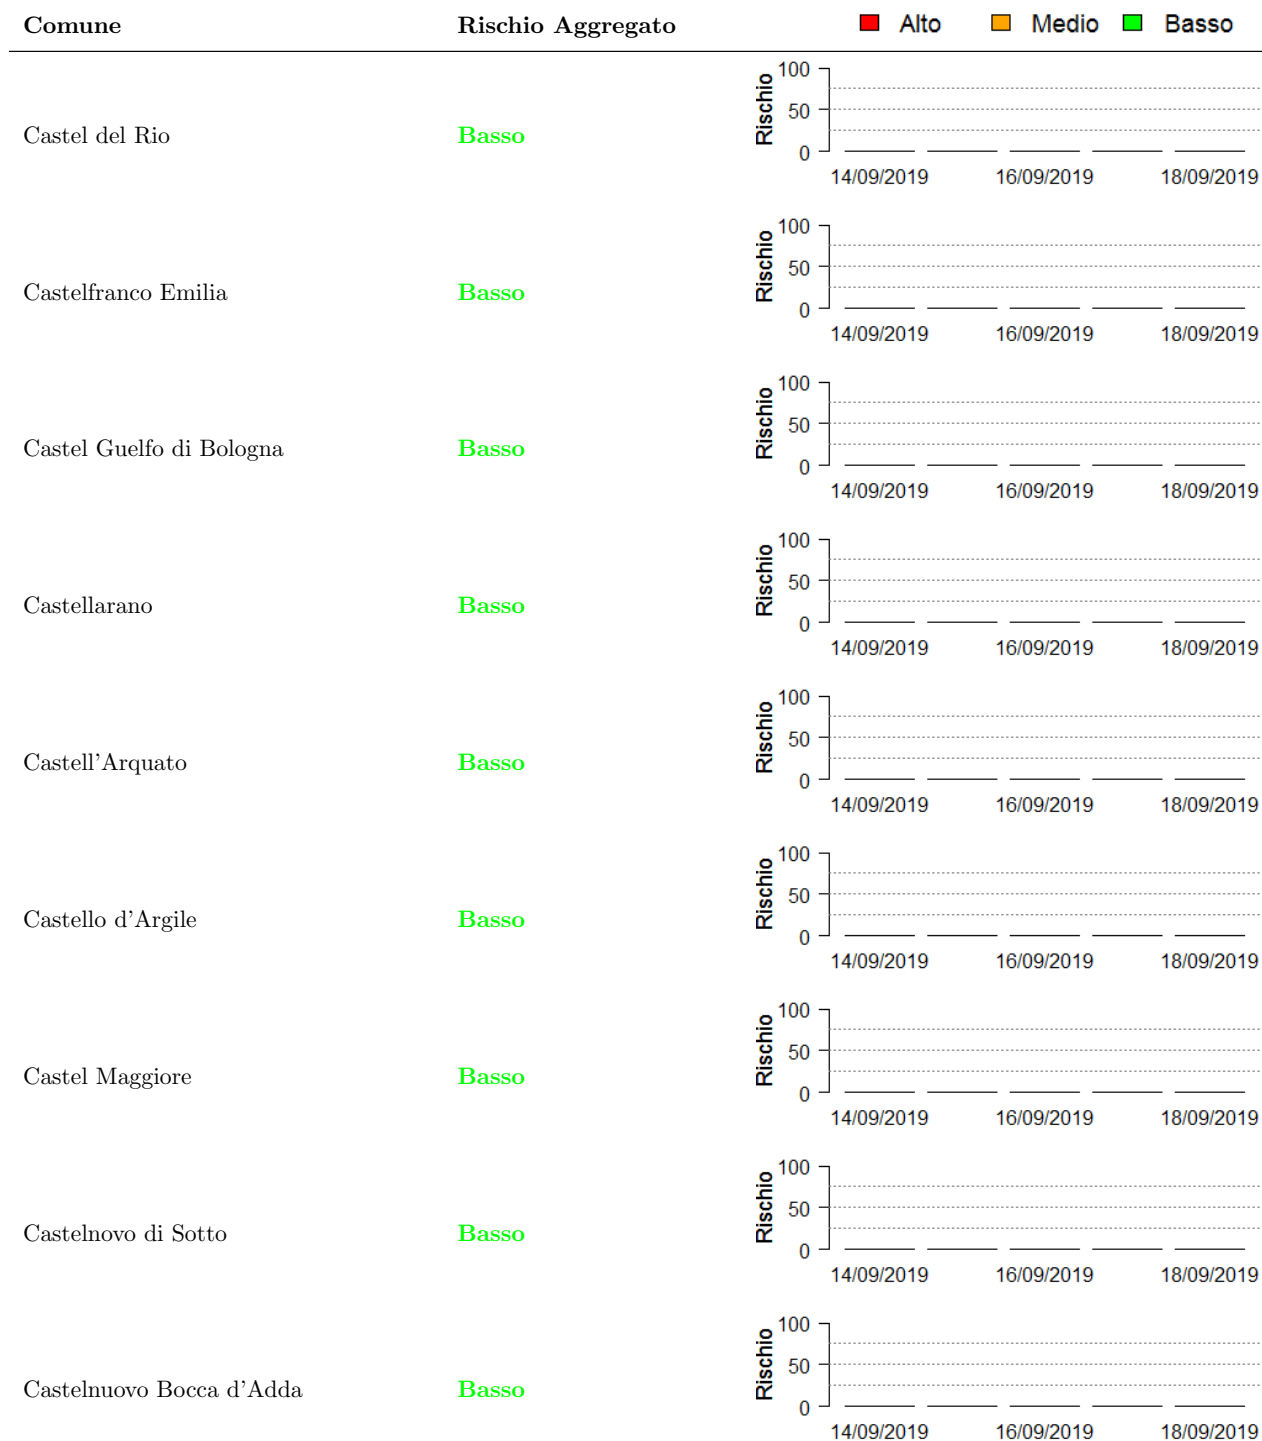 Comune Rischio Aggregato Alto Medio Basso
100
50
0
Rischio
Castel del Rio Basso
14/09/2019 16/09/2019 18/09/2019
100
50
0
Rischio
Castelfranco Emilia Basso
14/09/2019 16/09/2019 18/09/2019
100
50
0
Rischio
Castel Guelfo di Bologna Basso
14/09/2019 16/09/2019 18/09/2019
100
50
0
Rischio
Castellarano Basso
14/09/2019 16/09/2019 18/09/2019
100
50
0
Rischio
Castell'Arquato Basso
14/09/2019 16/09/2019 18/09/2019
100
50
0
Rischio
Castello d'Argile Basso
14/09/2019 16/09/2019 18/09/2019
100
50
0
Rischio
Castel Maggiore Basso
14/09/2019 16/09/2019 18/09/2019
100
50
0
Rischio
Castelnovo di Sotto Basso
14/09/2019 16/09/2019 18/09/2019
100
50
0
Rischio
Castelnuovo Bocca d'Adda Basso
14/09/2019 16/09/2019 18/09/2019